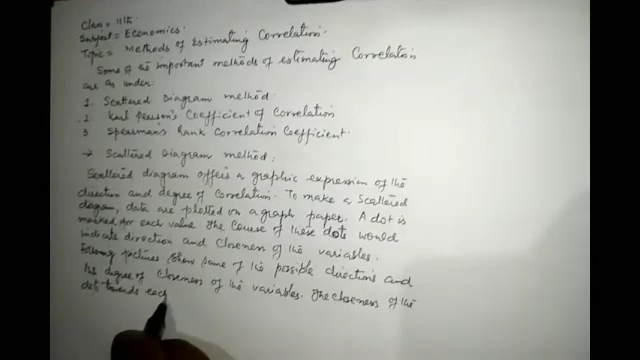 Class = 11th
Subject = Economics.
Topic = Methods of Estimating Correlation.
Some of the important methods of estimating Correlation
are as under:
1. Scattered Diagram method.
2. Karl Person's Coefficient of Correlation
3 Spearman's Rank Correlation Coefficient.
→ Scattered Diagram method:
Scattered diagram offers a graphic expression of the
direction and degree of Correlation. To make a Scattered
diagram, data are plotted on a graph paper. A dot is
marked for each value. The Course of these dots would
indicate direction and Closeness of the variables.
Following pictures show some of the possible directions and
the degree of Closeness of the variables. The closeness of the
dots towards each